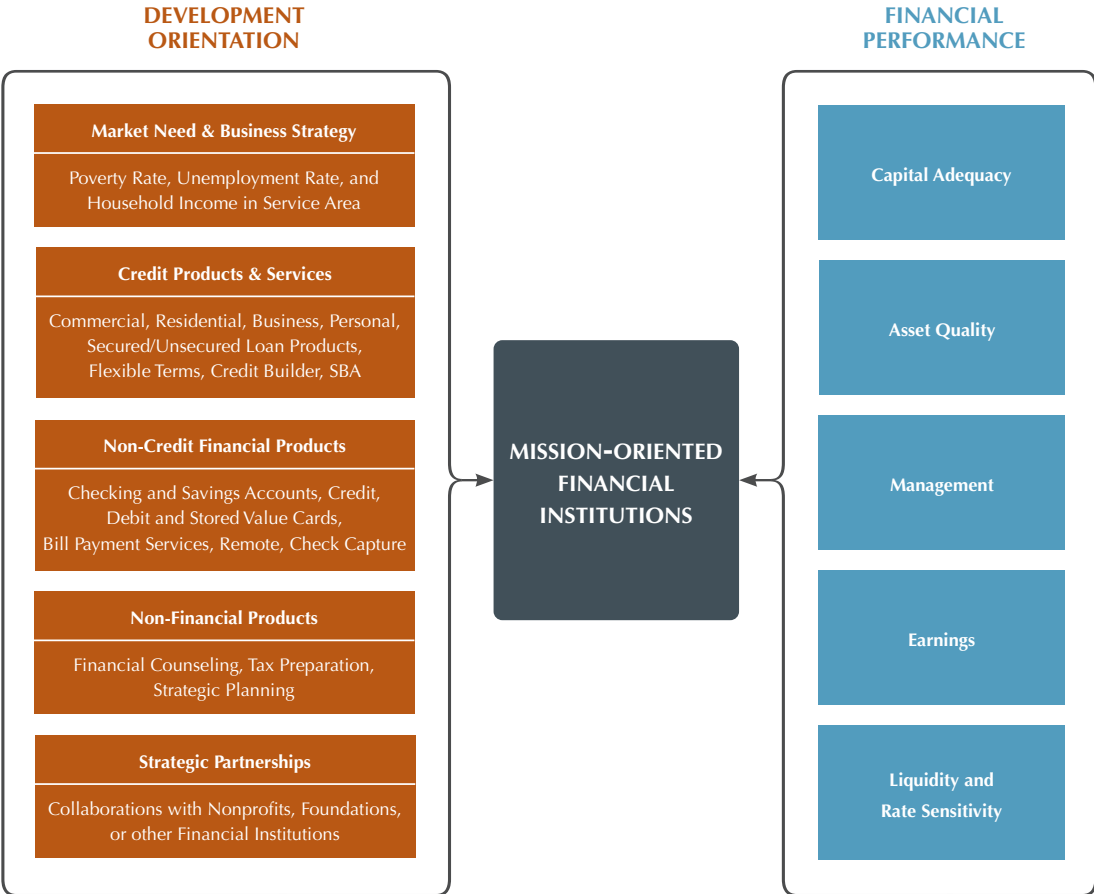 DEVELOPMENT
ORIENTATION
Market Need & Business Strategy
Poverty Rate, Unemployment Rate, and
Household Income in Service Area
Credit Products & Services
Commercial, Residential, Business, Personal,
Secured/Unsecured Loan Products,
Flexible Terms, Credit Builder, SBA
Non-Credit Financial Products
Checking and Savings Accounts, Credit,
Debit and Stored Value Cards,
Bill Payment Services, Remote, Check Capture
Non-Financial Products
Financial Counseling, Tax Preparation,
Strategic Planning
Strategic Partnerships
Collaborations with Nonprofits, Foundations,
or other Financial Institutions
MISSION-ORIENTED
FINANCIAL
INSTITUTIONS
FINANCIAL
PERFORMANCE
Capital Adequacy
Asset Quality
Management
Earnings
Liquidity and
Rate Sensitivity